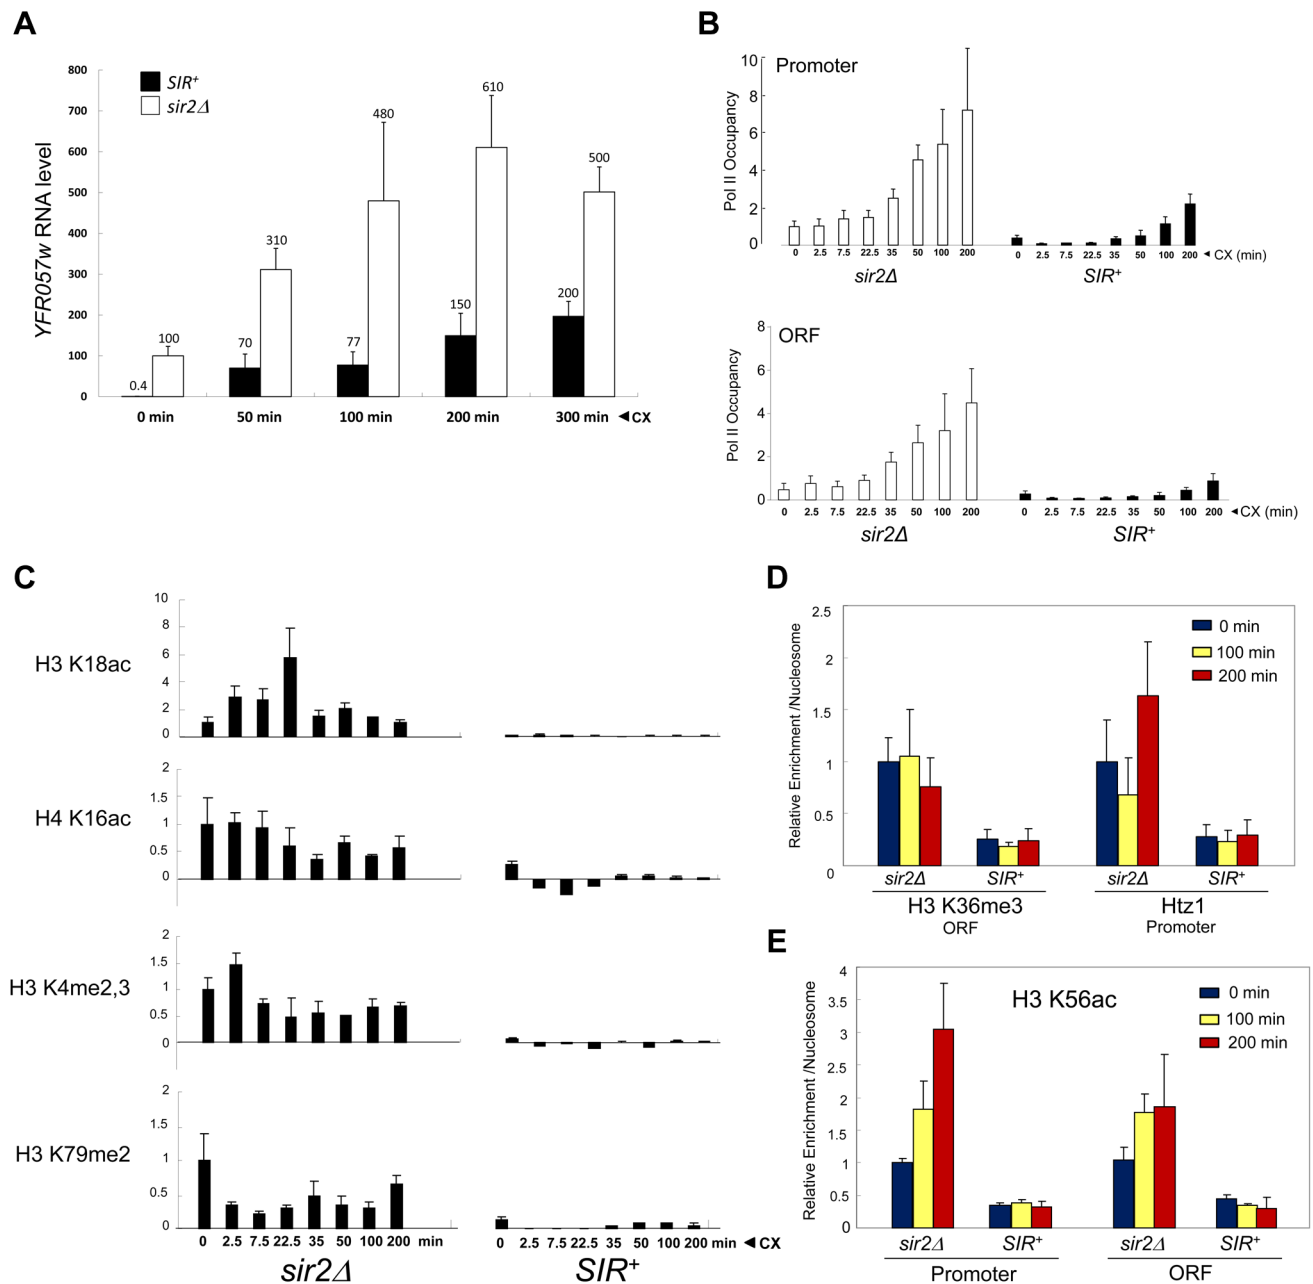 A
YFR057w RNA level
800
700
600
500
400
300
200
100
0
SIR+
sir2Δ
0.4
100
70
310
77
480
150
610
200
500
0 min
50 min
100 min
200 min
300 min
◄CX
B
Promoter
Pol II Occupancy
10
8
6
4
2
0
0 2.5 7.5 22.5 35 50 100 200
0 2.5 7.5 22.5 35 50 100 200 ◄ CX (min)
sir2Δ
SIR+
ORF
Pol II Occupancy
8
6
4
2
0
0 2.5 7.5 22.5 35 50 100 200
0 2.5 7.5 22.5 35 50 100 200 ◄CX (min)
sir2Δ
SIR+
C
H3 K18ac
10
8
6
4
2
0
H4 K16ac
2
1.5
1
0.5
0
H3 K4me2,3
2
1.5
1
0.5
0
H3 K79me2
2
1.5
1
0.5
0
0 2.5 7.5 22.5 35 50 100 200 min
0 2.5 7.5 22.5 35 50 100 200 min ◄ CX
sir2Δ
SIR+
D
Relative Enrichment /Nucleosome
2.5
2
1.5
1
0.5
0
0 min
100 min
200 min
sir2Δ
SIR+
sir2Δ
SIR+
H3 K36me3
ORF
Htz1
Promoter
E
Relative Enrichment /Nucleosome
4
3.5
3
2.5
2
1.5
1
0.5
0
H3 K56ac
0 min
100 min
200 min
sir2Δ
SIR+
sir2Δ
SIR+
Promoter
ORF